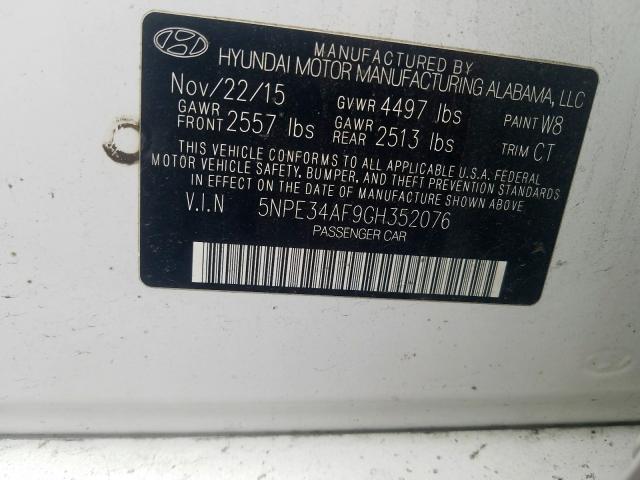 MANUFACTURED BY
HYUNDAI MOTOR MANUFACTURING ALABAMA, LLC
Nov/22/15 GVWR 4497 lbs PAINT W8
GAWR FRONT 2557 lbs GAWR REAR 2513 lbs TRIM CT
THIS VEHICLE CONFORMS TO ALL APPLICABLE U.S.A. FEDERAL
MOTOR VEHICLE SAFETY, BUMPER, AND THEFT PREVENTION STANDARDS
IN EFFECT ON THE DATE OF MANUFACTURE SHOWN ABOVE
V.I.N 5NPE34AF9GH352076
PASSENGER CAR